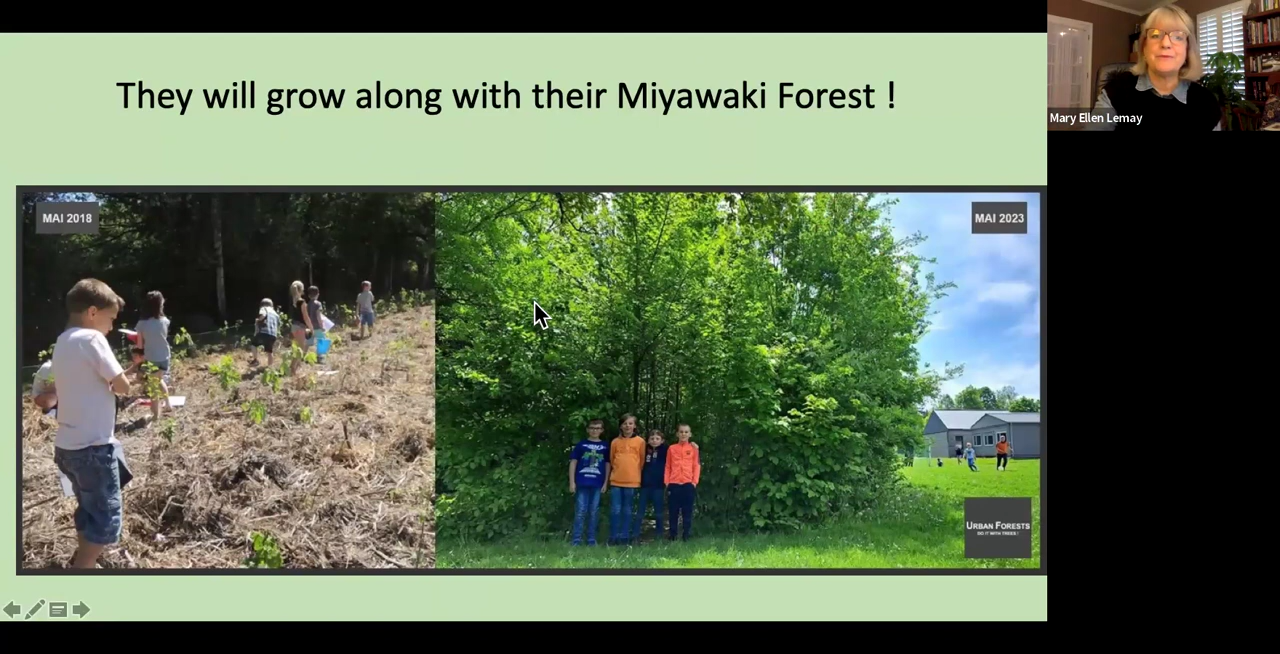 They will grow along with their Miyawaki Forest !
Mary Ellen Lemay
MAI 2018
MAI 2023
URBAN FORESTS
DO IT WITH TREES !